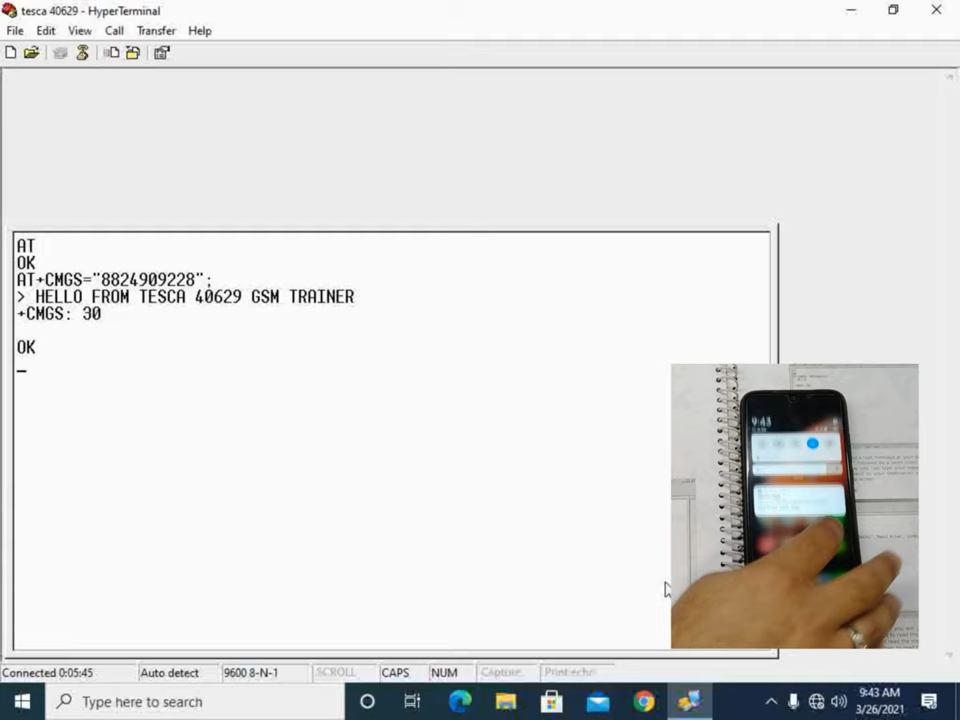 tesca 40629 - HyperTerminal
File Edit View Call Transfer Help
AT
OK
AT+CMGS="8824909228";
> HELLO FROM TESCA 40629 GSM TRAINER
+CMGS: 30
OK
9:43
Connected 0:05:45 Auto detect 9600 8-N-1 SCROLL CAPS NUM Capture Print echo
Type here to search
9:43 AM
3/26/2021